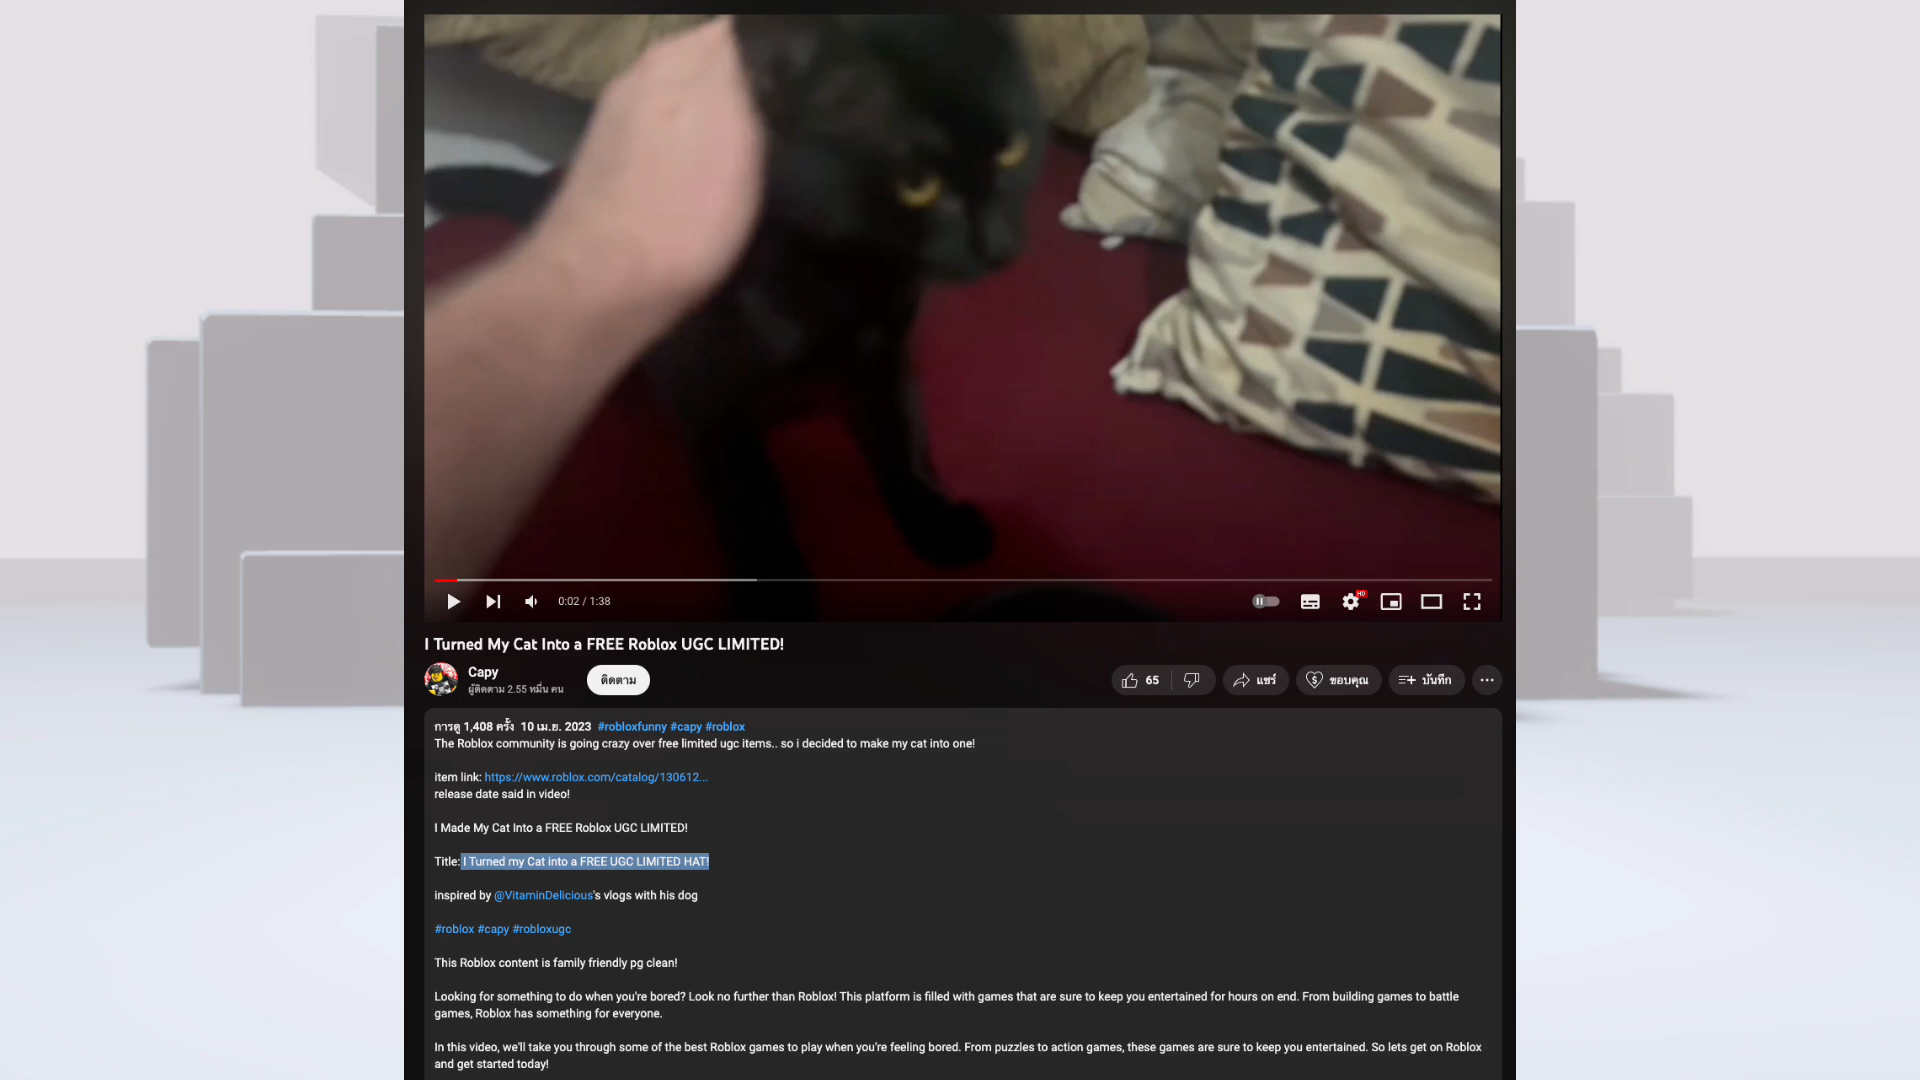 HD
0:02 / 1:38
I Turned My Cat Into a FREE Roblox UGC LIMITED!
Capy
ผู้ติดตาม 2.55 หมื่น คน
ติดตาม
65
แชร์
ขอบคุณ
บันทึก
การดู 1,408 ครั้ง 10 เม.ย. 2023 #robloxfunny #capy #roblox
The Roblox community is going crazy over free limited ugc items.. so i decided to make my cat into one!
item link: https://www.roblox.com/catalog/130612...
release date said in video!
I Made My Cat Into a FREE Roblox UGC LIMITED!
Title: I Turned my Cat into a FREE UGC LIMITED HAT!
inspired by @VitaminDelicious's vlogs with his dog
#roblox #capy #robloxugc
This Roblox content is family friendly pg clean!
Looking for something to do when you're bored? Look no further than Roblox! This platform is filled with games that are sure to keep you entertained for hours on end. From building games to battle
games, Roblox has something for everyone.
In this video, we'll take you through some of the best Roblox games to play when you're feeling bored. From puzzles to action games, these games are sure to keep you entertained. So lets get on Roblox
and get started today!